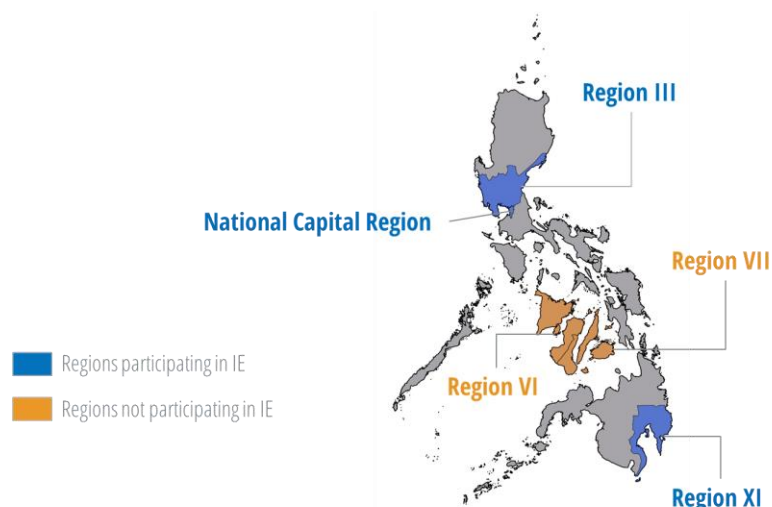 Region III
National Capital Region
Region VII
Regions participating in IE
Region VI
Regions not participating in IE
Region XI